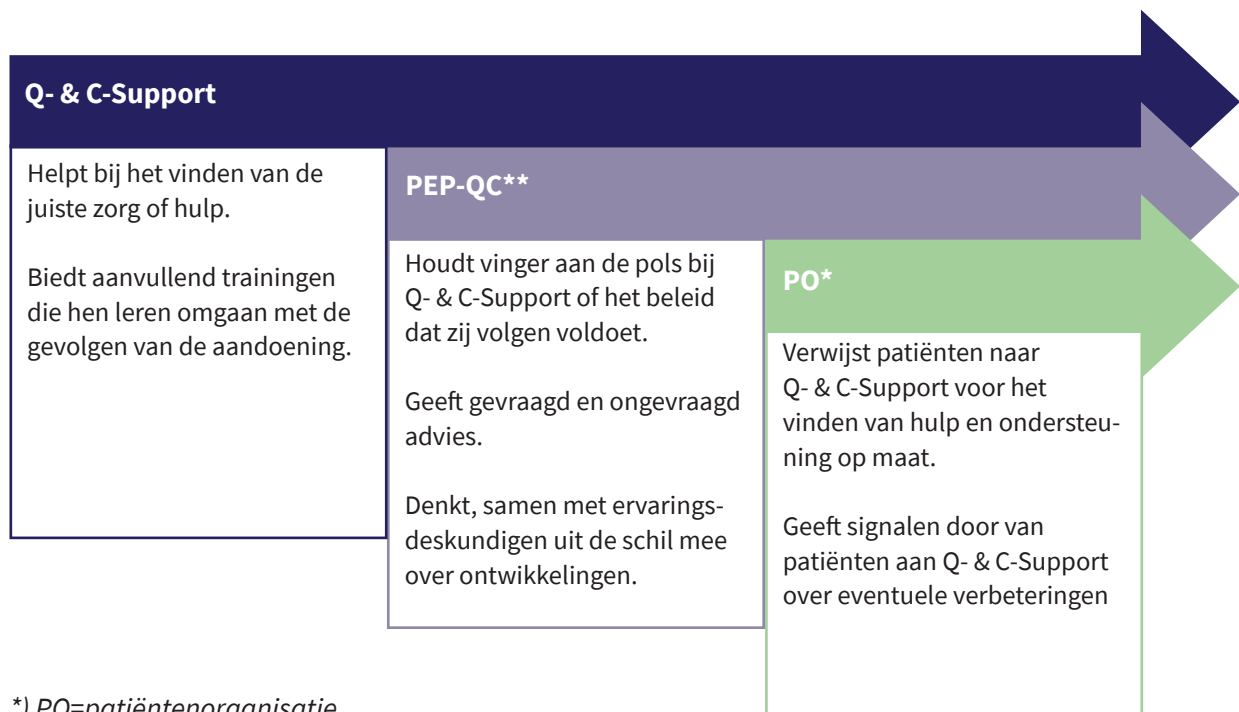 Q- & C-Support
Helpt bij het vinden van de
juiste zorg of hulp.
Biedt aanvullend trainingen
die hen leren omgaan met de
gevolgen van de aandoening.
PEP-QC**
Houdt vinger aan de pols bij
Q- & C-Support of het beleid
dat zij volgen voldoet.
Geeft gevraagd en ongevraagd
advies.
Denkt, samen met ervarings-
deskundigen uit de schil mee
over ontwikkelingen.
PO*
Verwijst patiënten naar
Q- & C-Support voor het
vinden van hulp en ondersteu-
ning op maat.
Geeft signalen door van
patiënten aan Q- & C-Support
over eventuele verbeteringen
*) PO=patiëntenorganisatie